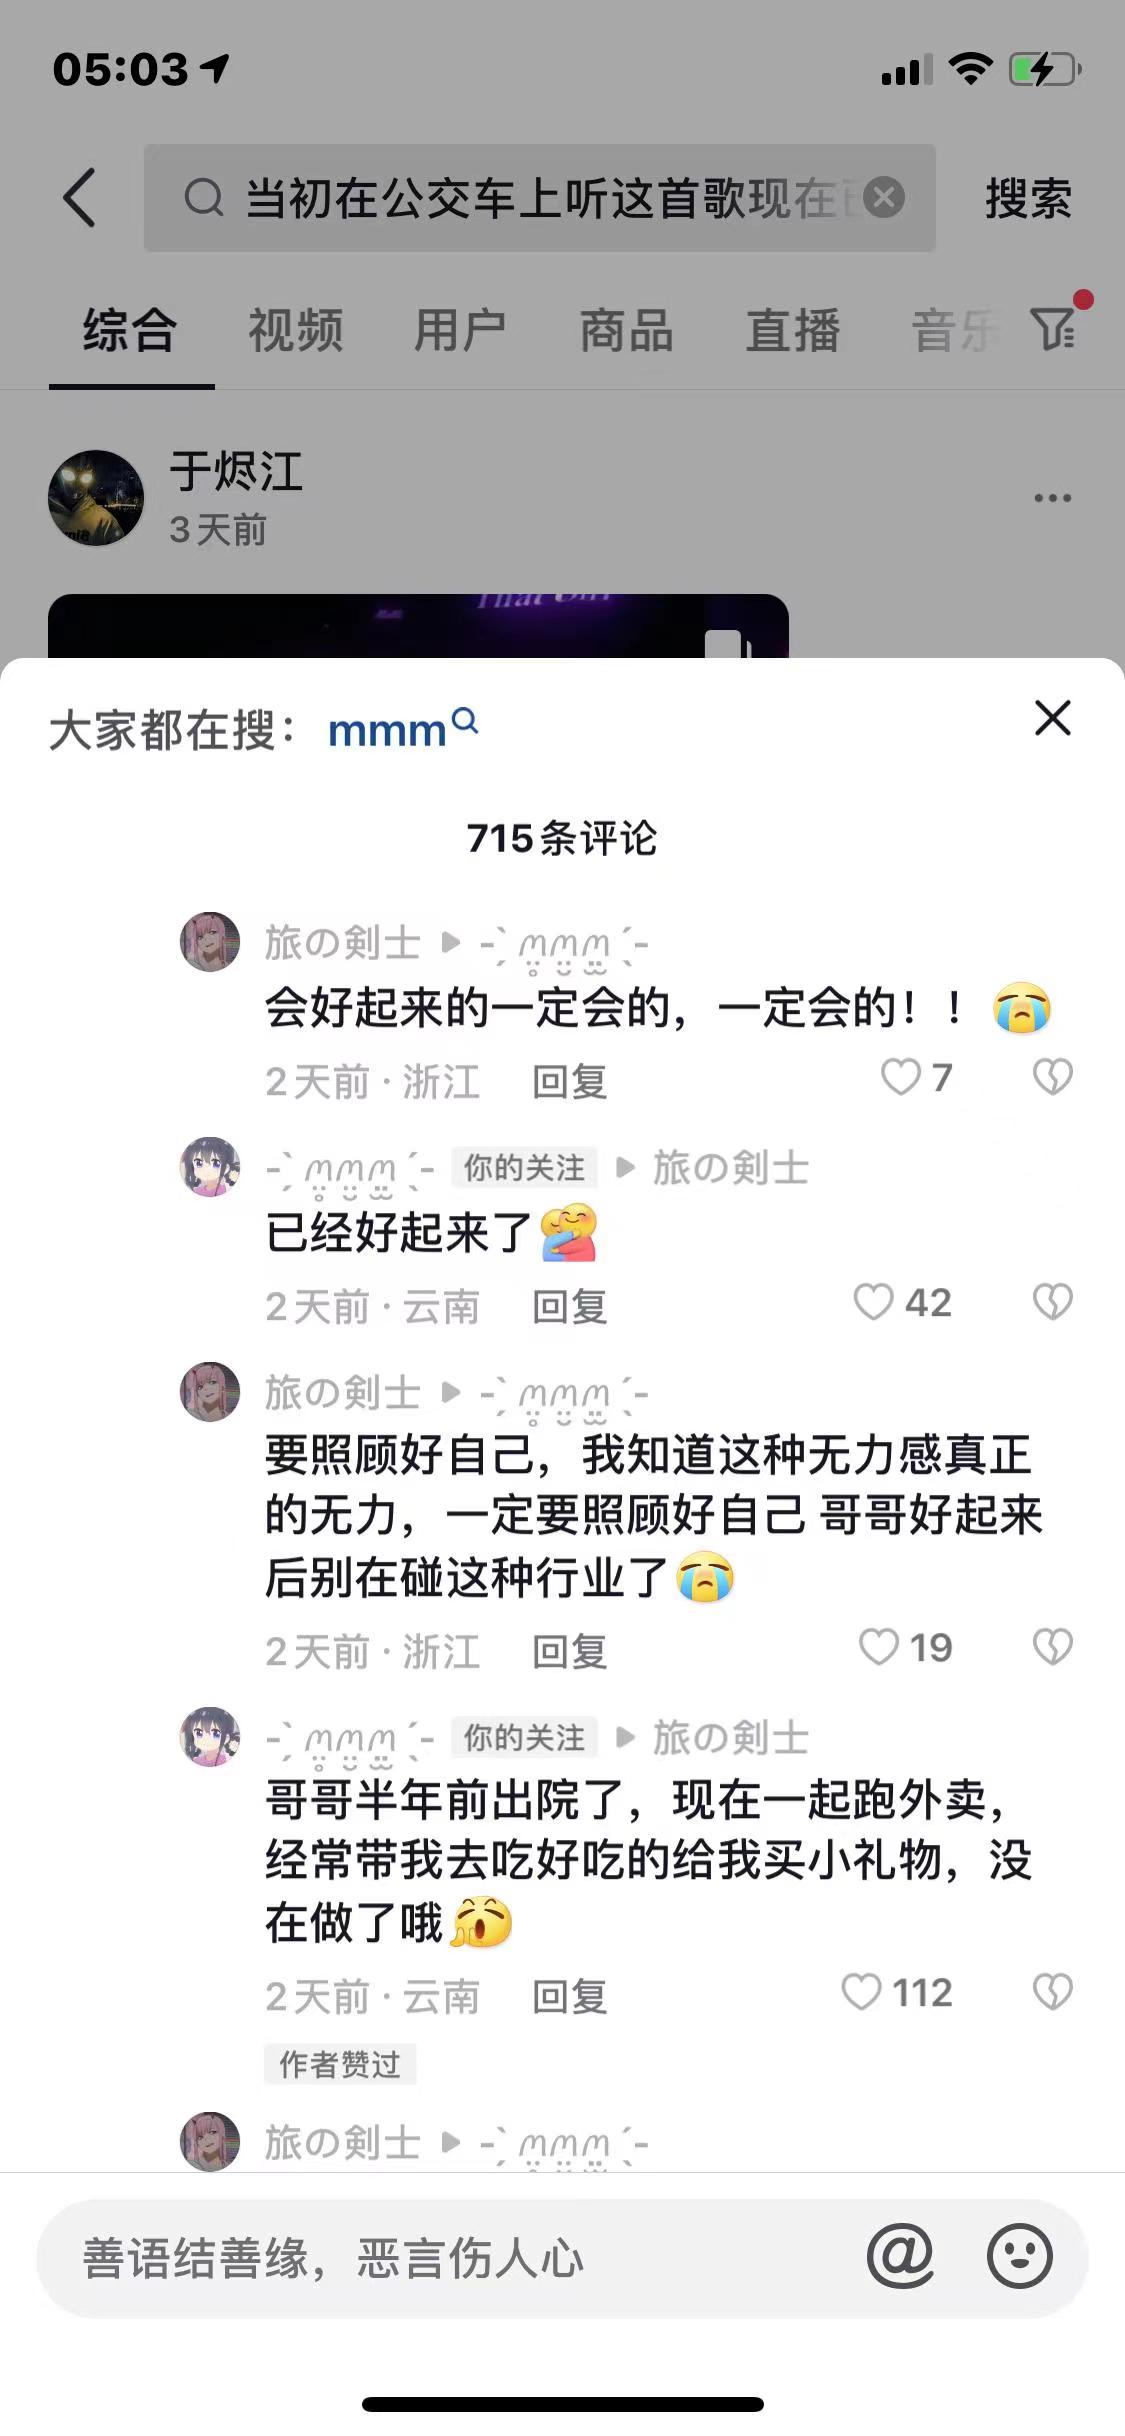 05:03
当初在公交车上听这首歌现在
搜索
综合 视频 用户 商品 直播 音乐
于烬江
3天前
大家都在搜：mmm
715条评论
旅の剣士 ▶ -ˋˏ ო̥ო̤̮ო̤̫ ˎˊ-
会好起来的一定会的，一定会的！！😭
2天前 · 浙江 回复 7
-ˋˏ ო̥ო̤̮ო̤̫ ˎˊ- 你的关注 ▶ 旅の剣士
已经好起来了
2天前 · 云南 回复 42
旅の剣士 ▶ -ˋˏ ო̥ო̤̮ო̤̫ ˎˊ-
要照顾好自己，我知道这种无力感真正
的无力，一定要照顾好自己 哥哥好起来
后别在碰这种行业了😭
2天前 · 浙江 回复 19
-ˋˏ ო̥ო̤̮ო̤̫ ˎˊ- 你的关注 ▶ 旅の剣士
哥哥半年前出院了，现在一起跑外卖，
经常带我去吃好吃的给我买小礼物，没
在做了哦
2天前 · 云南 回复 112
作者赞过
旅の剣士 ▶ -ˋˏ ო̥ო̤̮ო̤̫ ˎˊ-
善语结善缘，恶言伤人心